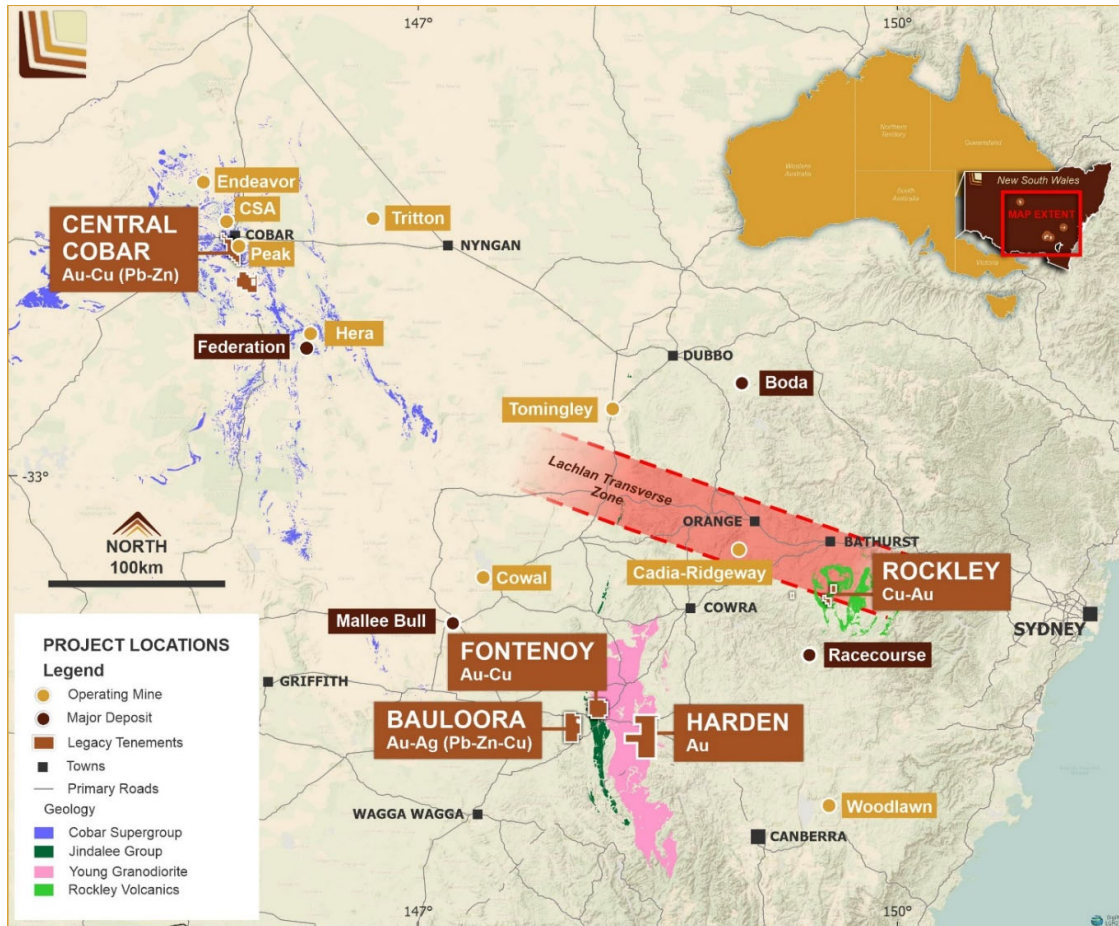 147°
150°
Western Australia
Northern Territory
Queensland
South Australia
New South Wales
MAP EXTENT
Victoria
Endeavor
CSA
CENTRAL
COBAR
Au-Cu (Pb-Zn)
COBAR
Peak
Tritton
NYNGAN
Federation
Hera
DUBBO
Boda
Tomingley
-33°
Lachlan Transverse
Zone
NORTH
100km
ORANGE
BATHURST
Cadia-Ridgeway
Cowal
ROCKLEY
Cu-Au
COWRA
SYDNEY
Mallee Bull
FONTENOY
Au-Cu
Racecourse
GRIFFITH
BAULOORA
Au-Ag (Pb-Zn-Cu)
HARDEN
Au
WAGGA WAGGA
Woodlawn
CANBERRA
PROJECT LOCATIONS
Legend
Operating Mine
Major Deposit
Legacy Tenements
Towns
Primary Roads
Geology
Cobar Supergroup
Jindalee Group
Young Granodiorite
Rockley Volcanics
147°
150°